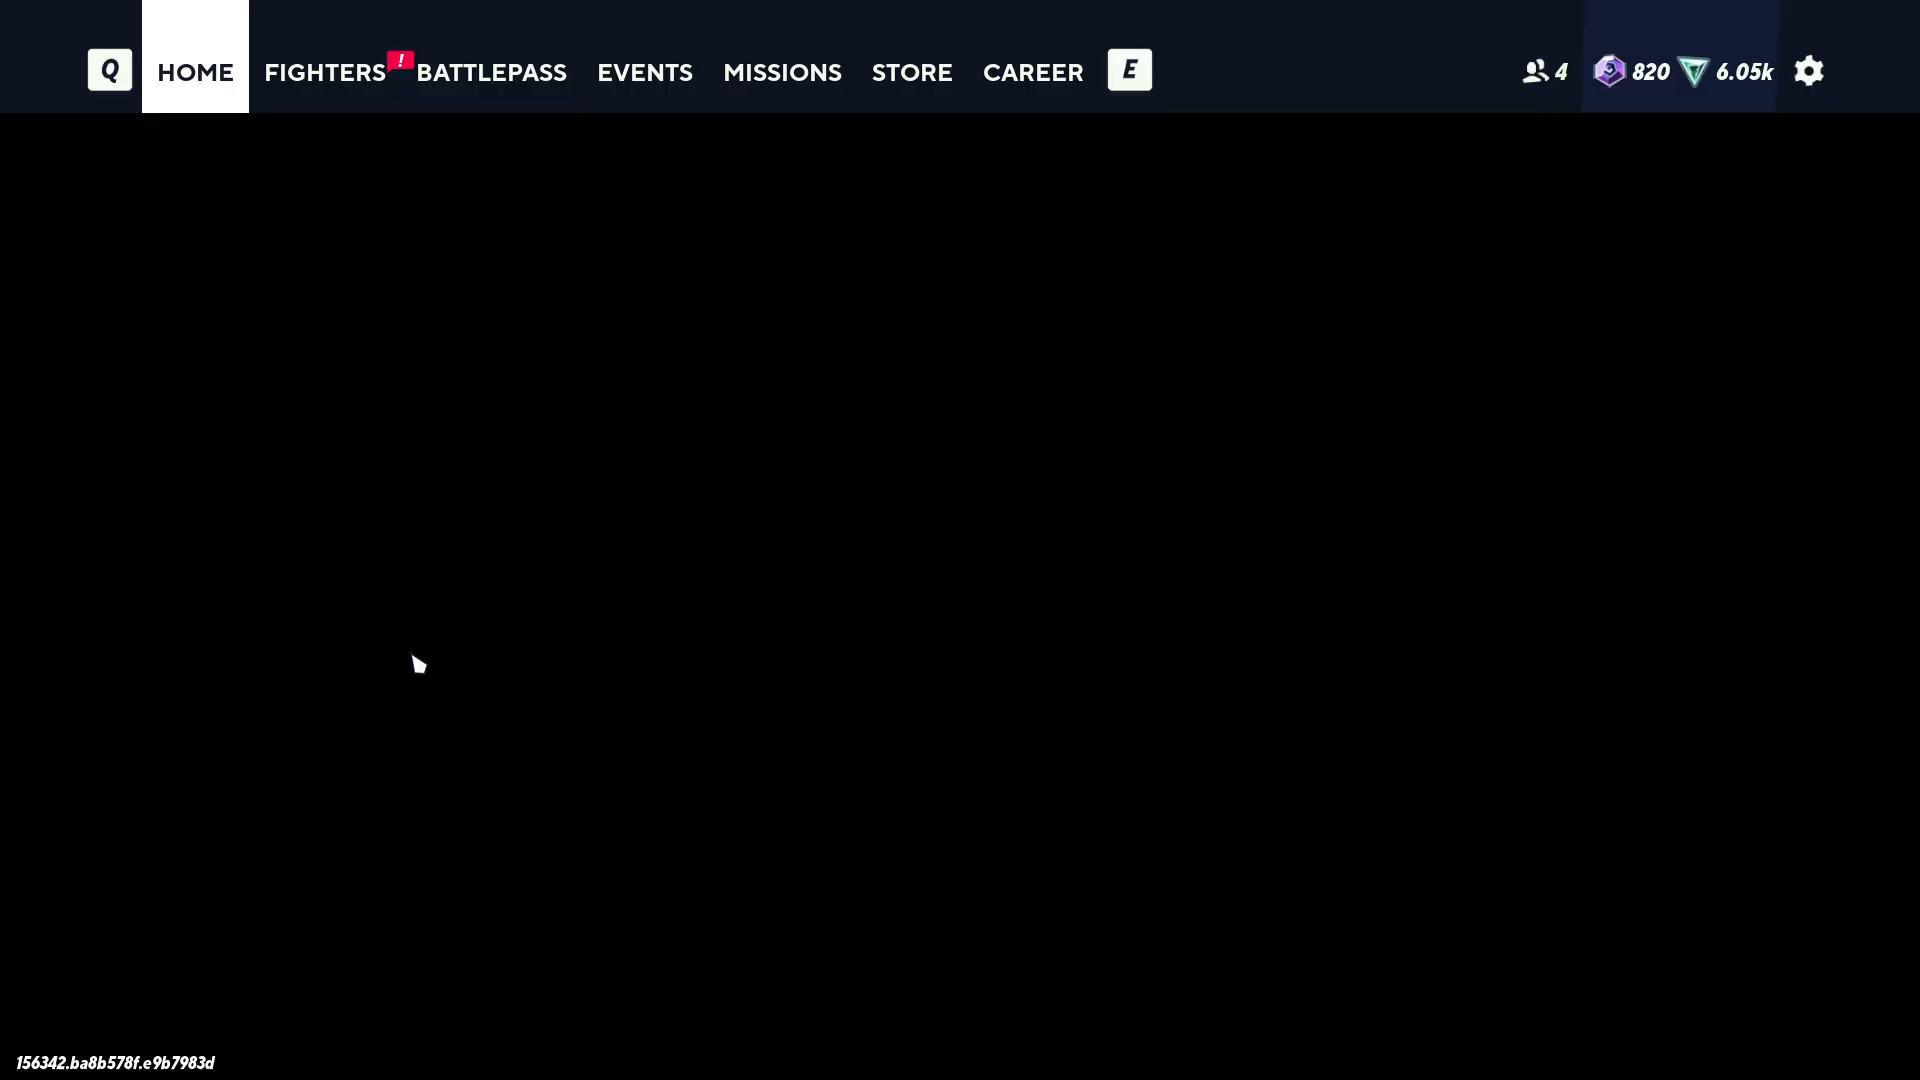 Q HOME FIGHTERS ! BATTLEPASS EVENTS MISSIONS STORE CAREER E 4 820 6.05k
156342.ba8b578f.e9b7983d